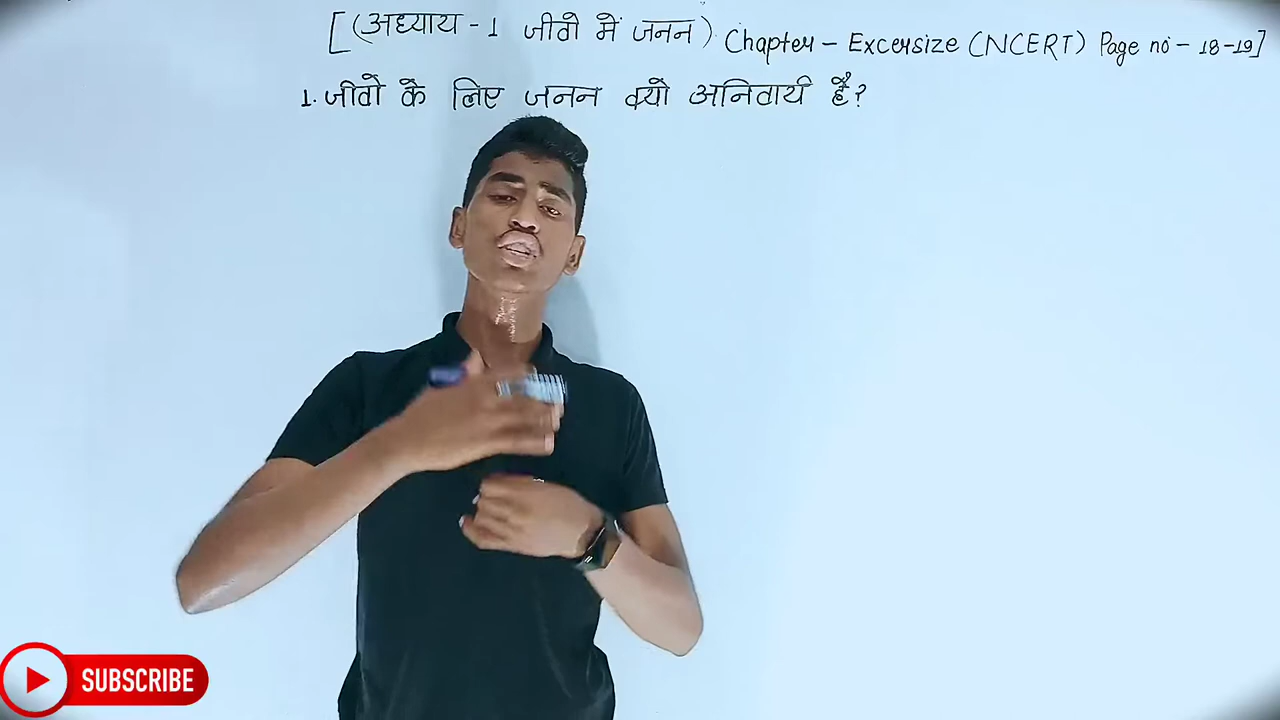 [(अध्याय - 1 जीवो में जनन) Chapter - Excersize (NCERT) Page no - 18-19]
1. जीवो के लिए जनन क्यो अनिवार्य है?
SUBSCRIBE